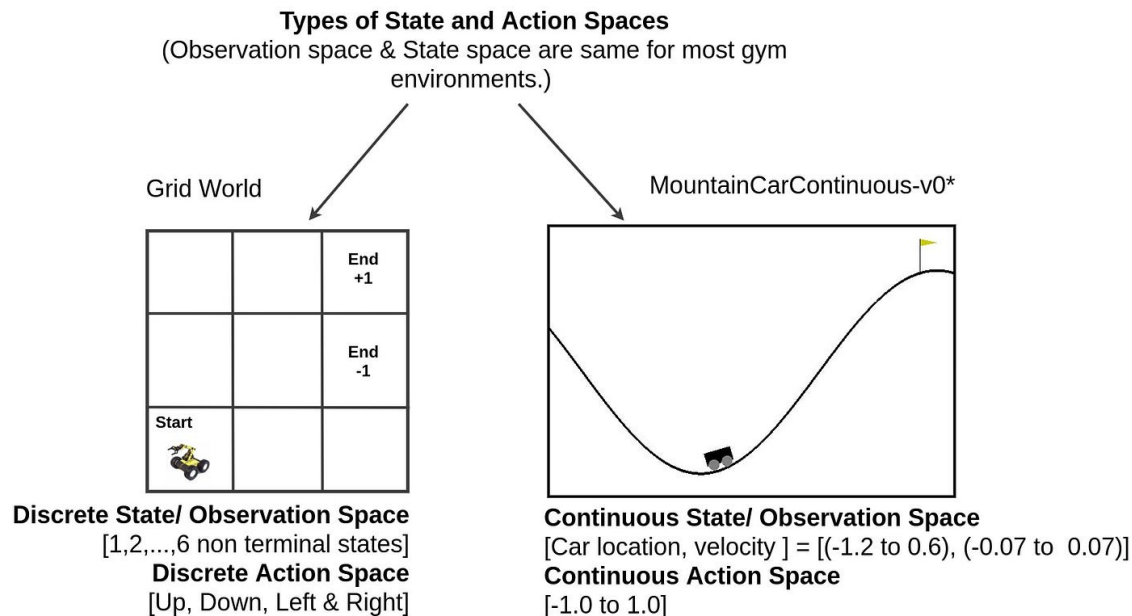 Types of State and Action Spaces
(Observation space & State space are same for most gym
environments.)
Grid World
End
+1
End
-1
Start
Discrete State/ Observation Space
[1,2,...,6 non terminal states]
Discrete Action Space
[Up, Down, Left & Right]
MountainCarContinuous-v0*
Continuous State/ Observation Space
[Car location, velocity ] = [(-1.2 to 0.6), (-0.07 to  0.07)]
Continuous Action Space
[-1.0 to 1.0]